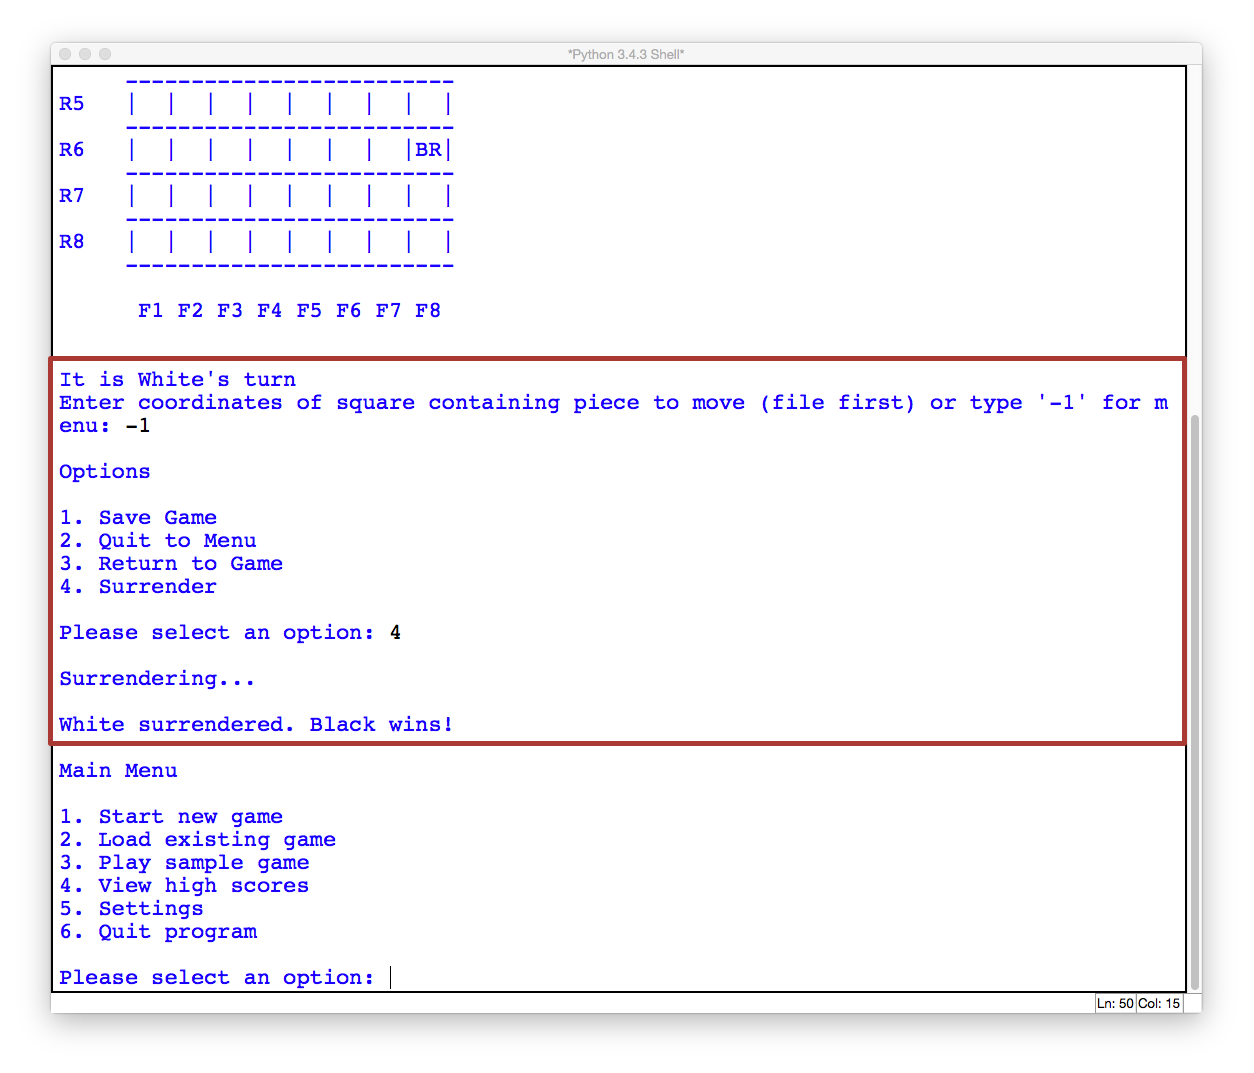 *Python 3.4.3 Shell*
-------------------------
R5 | | | | | | | | |
-------------------------
R6 | | | | | | | |BR|
-------------------------
R7 | | | | | | | | |
-------------------------
R8 | | | | | | | | |
-------------------------
F1 F2 F3 F4 F5 F6 F7 F8
It is White's turn
Enter coordinates of square containing piece to move (file first) or type '-1' for m
enu: -1
Options
1. Save Game
2. Quit to Menu
3. Return to Game
4. Surrender
Please select an option: 4
Surrendering...
White surrendered. Black wins!
Main Menu
1. Start new game
2. Load existing game
3. Play sample game
4. View high scores
5. Settings
6. Quit program
Please select an option:
Ln: 50 Col: 15